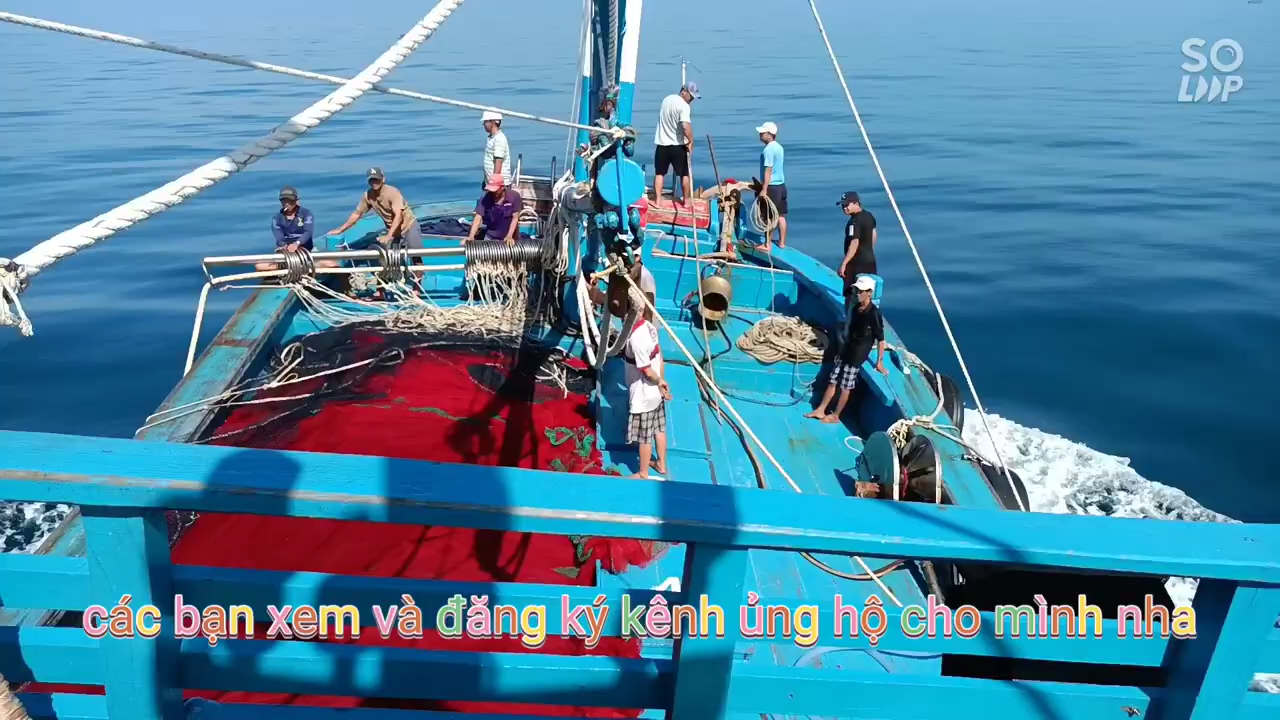 SO
LOOP
các bạn xem và đăng ký kênh ủng hộ cho mình nha